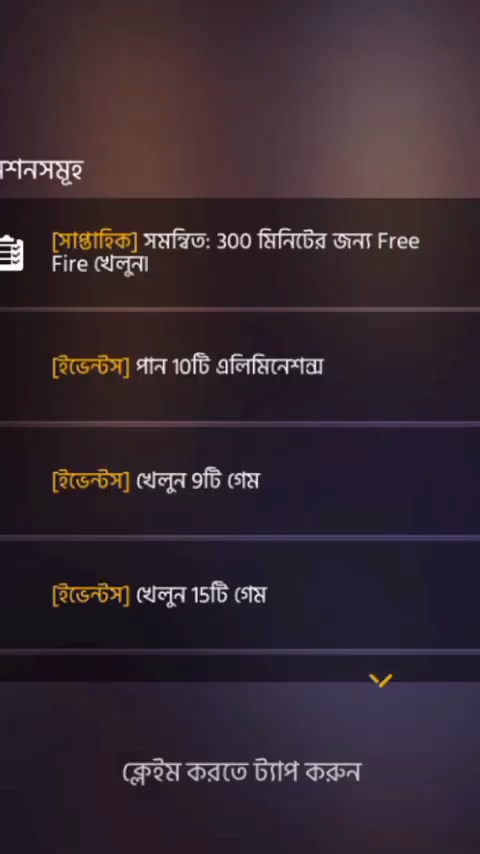 শনসমূহ
[সাপ্তাহিক] সমন্বিত: 300 মিনিটের জন্য Free
Fire খেলুন।
[ইভেন্টস] পান 10টি এলিমিনেশন্স
[ইভেন্টস] খেলুন 9টি গেম
[ইভেন্টস] খেলুন 15টি গেম
ক্লেইম করতে ট্যাপ করুন